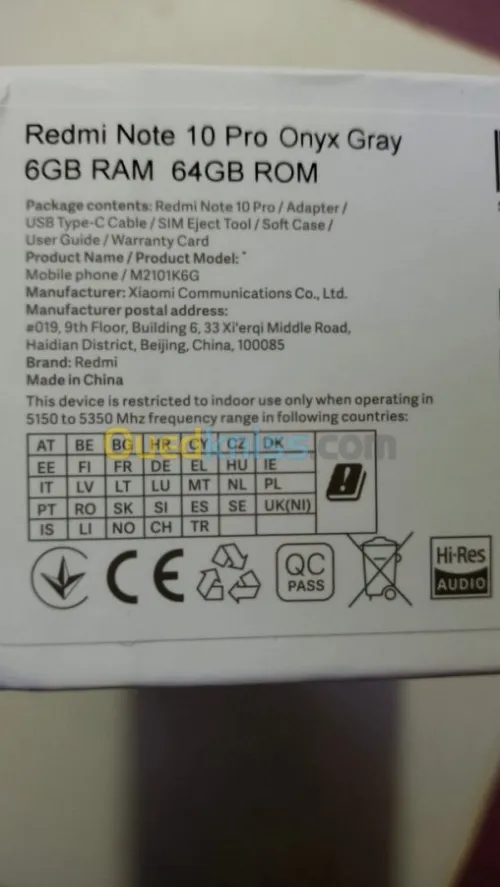 Redmi Note 10 Pro Onyx Gray
6GB RAM 64GB ROM
Package contents: Redmi Note 10 Pro / Adapter /
USB Type-C Cable / SIM Eject Tool / Soft Case /
User Guide / Warranty Card
Product Name / Product Model:
Mobile phone / M2101K6G
Manufacturer: Xiaomi Communications Co., Ltd.
Manufacturer postal address:
#019, 9th Floor, Building 6, 33 Xi'erqi Middle Road,
Haidian District, Beijing, China, 100085
Brand: Redmi
Made in China
This device is restricted to indoor use only when operating in
5150 to 5350 Mhz frequency range in following countries:
AT BE BG HR CY CZ DK
Ouedkniss.com
EE FI FR DE EL HU IE
IT LV LT LU MT NL PL
PT RO SK SI ES SE UK(NI)
IS LI NO CH TR
CE
QC
PASS
Hi-Res
AUDIO